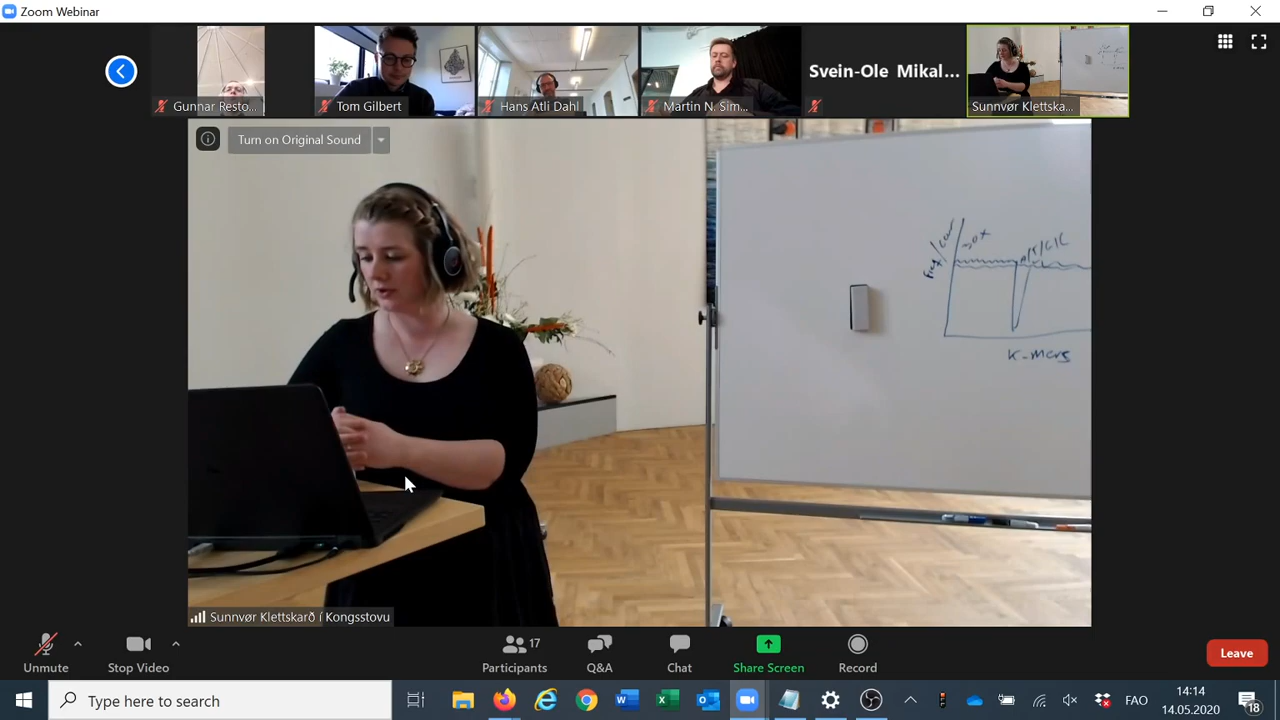 Zoom Webinar
Gunnar Resto...
Tom Gilbert
Hans Atli Dahl
Martin N. Sim...
Svein-Ole Mikal...
Sunnvør Klettska...
Turn on Original Sound
30x
K-mers
Sunnvør Klettskarð í Kongsstovu
Unmute
Stop Video
17
Participants
Q&A
Chat
Share Screen
Record
Leave
Type here to search
FAO
14:14
14.05.2020
18